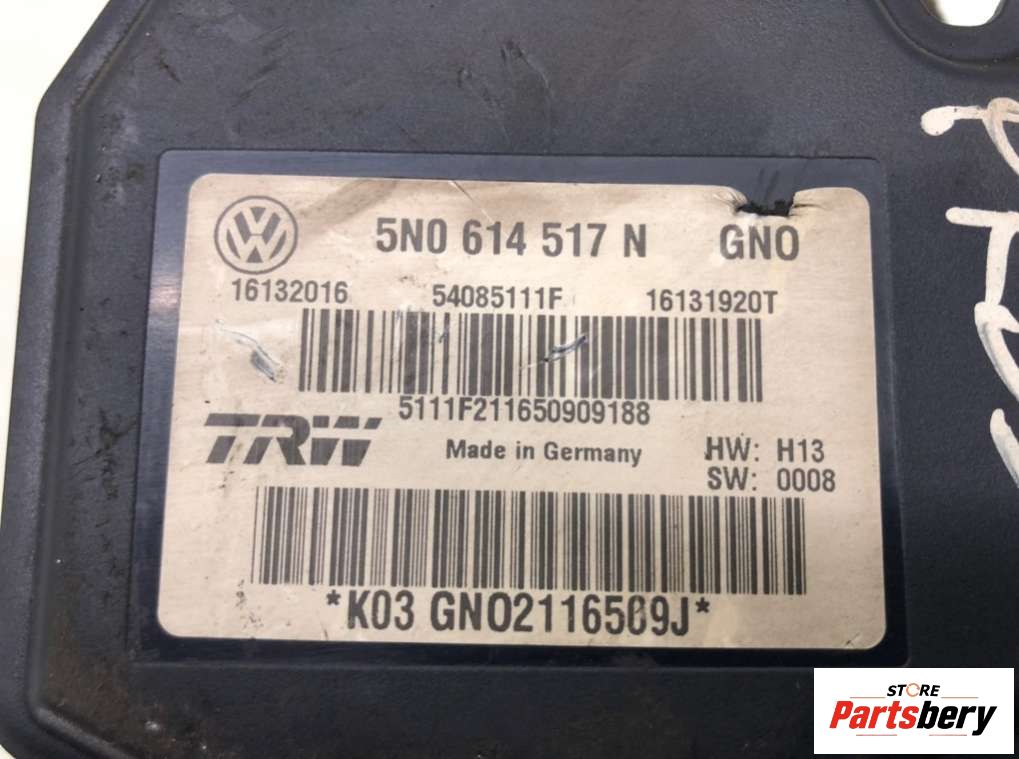 5N0 614 517 N GNO
16132016 54085111F 16131920T
5111F211650909188
TRW Made in Germany HW: H13
SW: 0008
*K03 GNO2116509J*
STORE
Partsbery